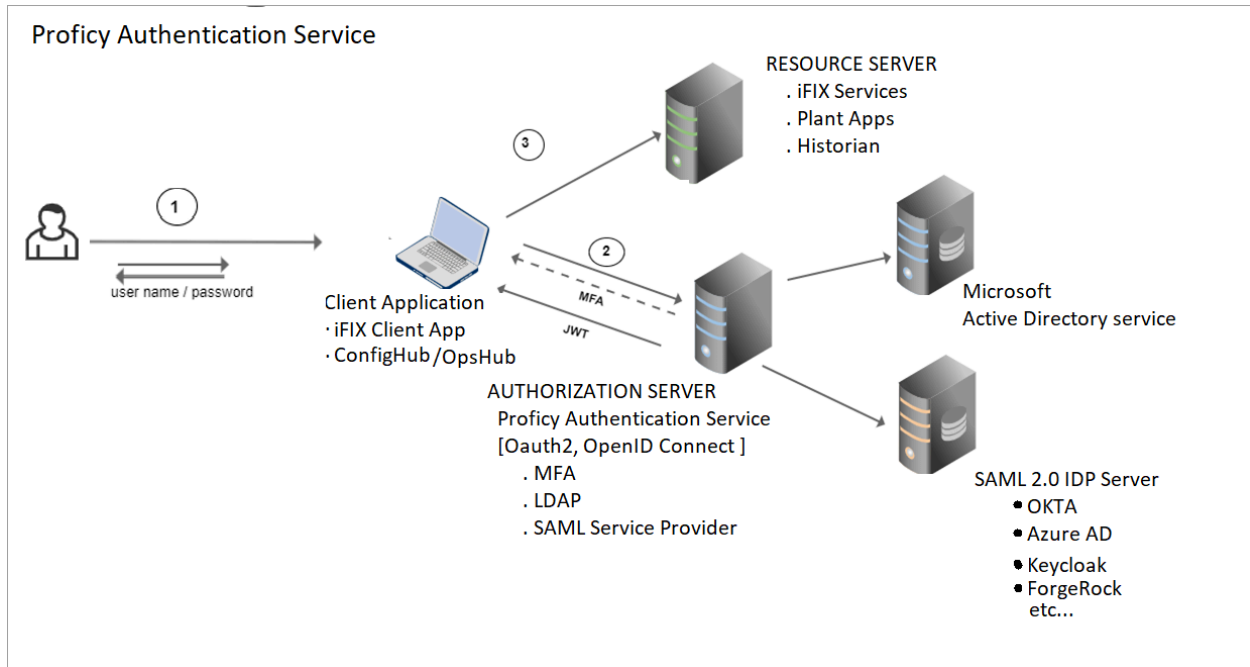 Proficy Authentication Service
RESOURCE SERVER
. iFIX Services
. Plant Apps
. Historian
3
1
2
user name / password
MFA
JWT
Client Application
· iFIX Client App
· ConfigHub/OpsHub
Microsoft
Active Directory service
AUTHORIZATION SERVER
Proficy Authentication Service
[Oauth2, OpenID Connect ]
. MFA
. LDAP
. SAML Service Provider
SAML 2.0 IDP Server
• OKTA
• Azure AD
• Keycloak
• ForgeRock
etc...